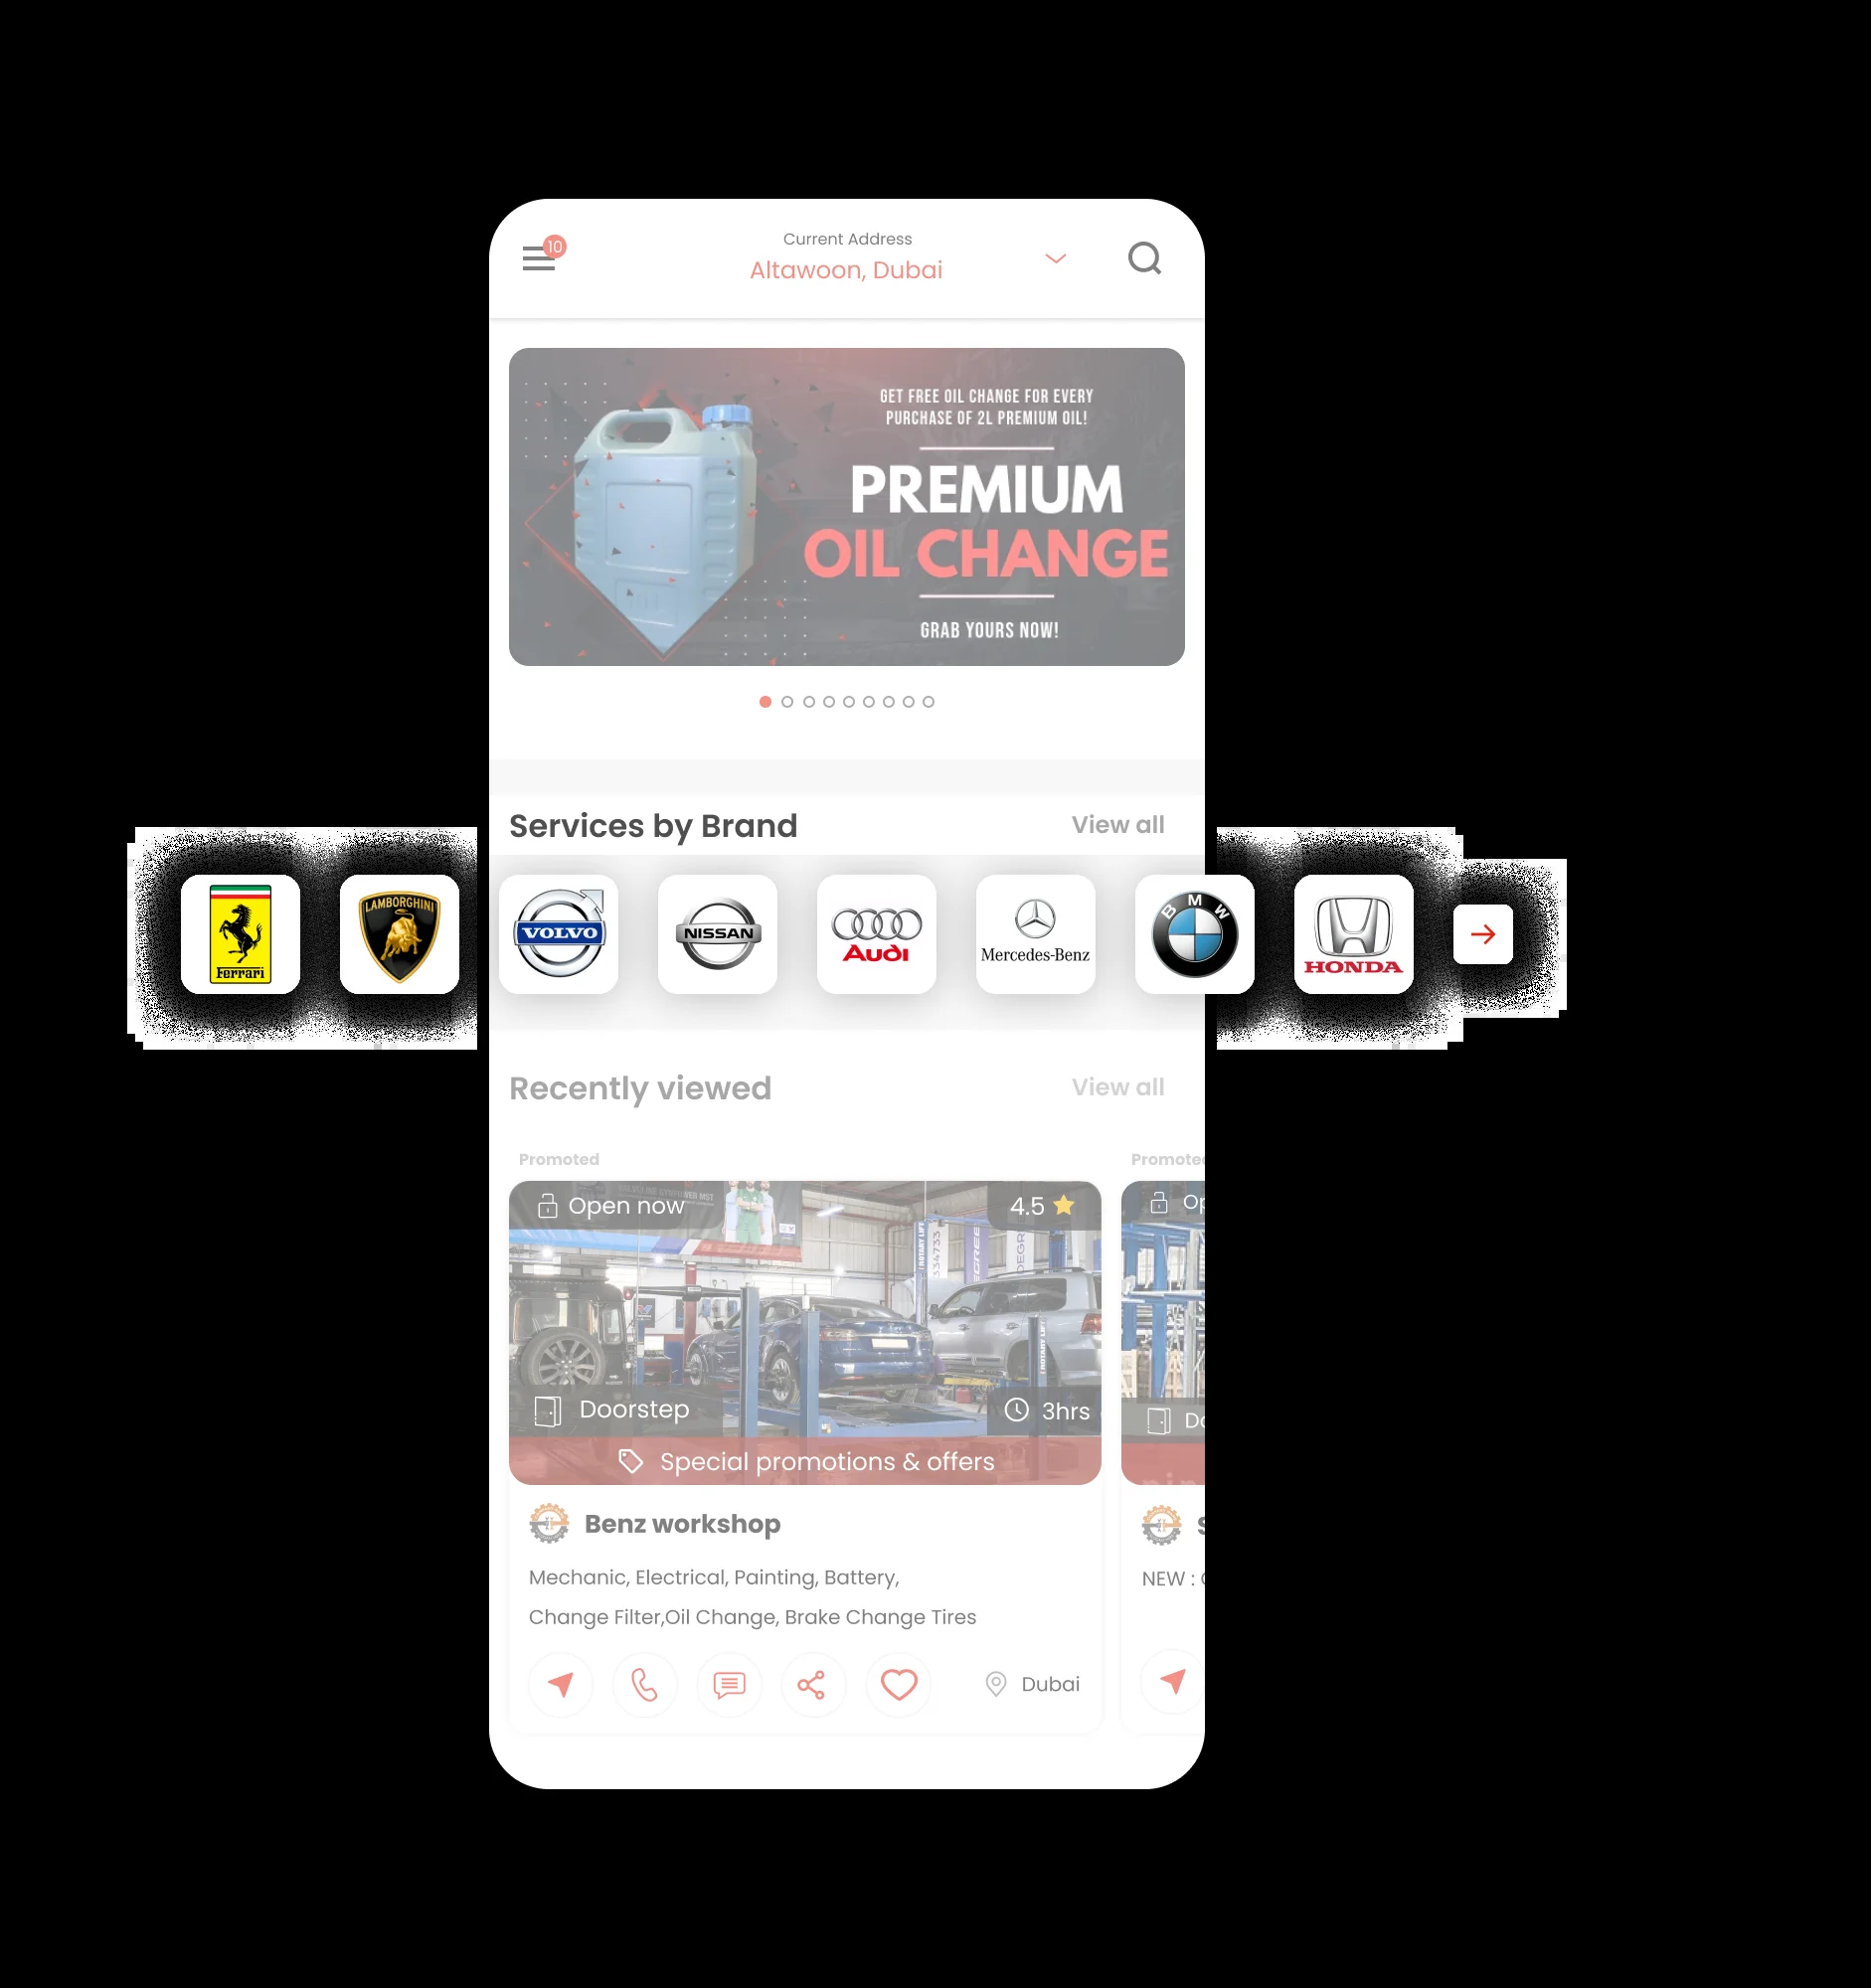 10
Current Address
Altawoon, Dubai
GET FREE OIL CHANGE FOR EVERY
PURCHASE OF 2L PREMIUM OIL!
PREMIUM
OIL CHANGE
GRAB YOURS NOW!
Services by Brand
View all
Ferrari
LAMBORGHINI
VOLVO
NISSAN
Audi
Mercedes-Benz
BMW
HONDA
Recently viewed
View all
Promoted
Promoted
Open now
4.5
Op
Doorstep
3hrs
Do
Special promotions & offers
Benz workshop
S
Mechanic, Electrical, Painting, Battery,
NEW :
Change Filter,Oil Change, Brake Change Tires
Dubai